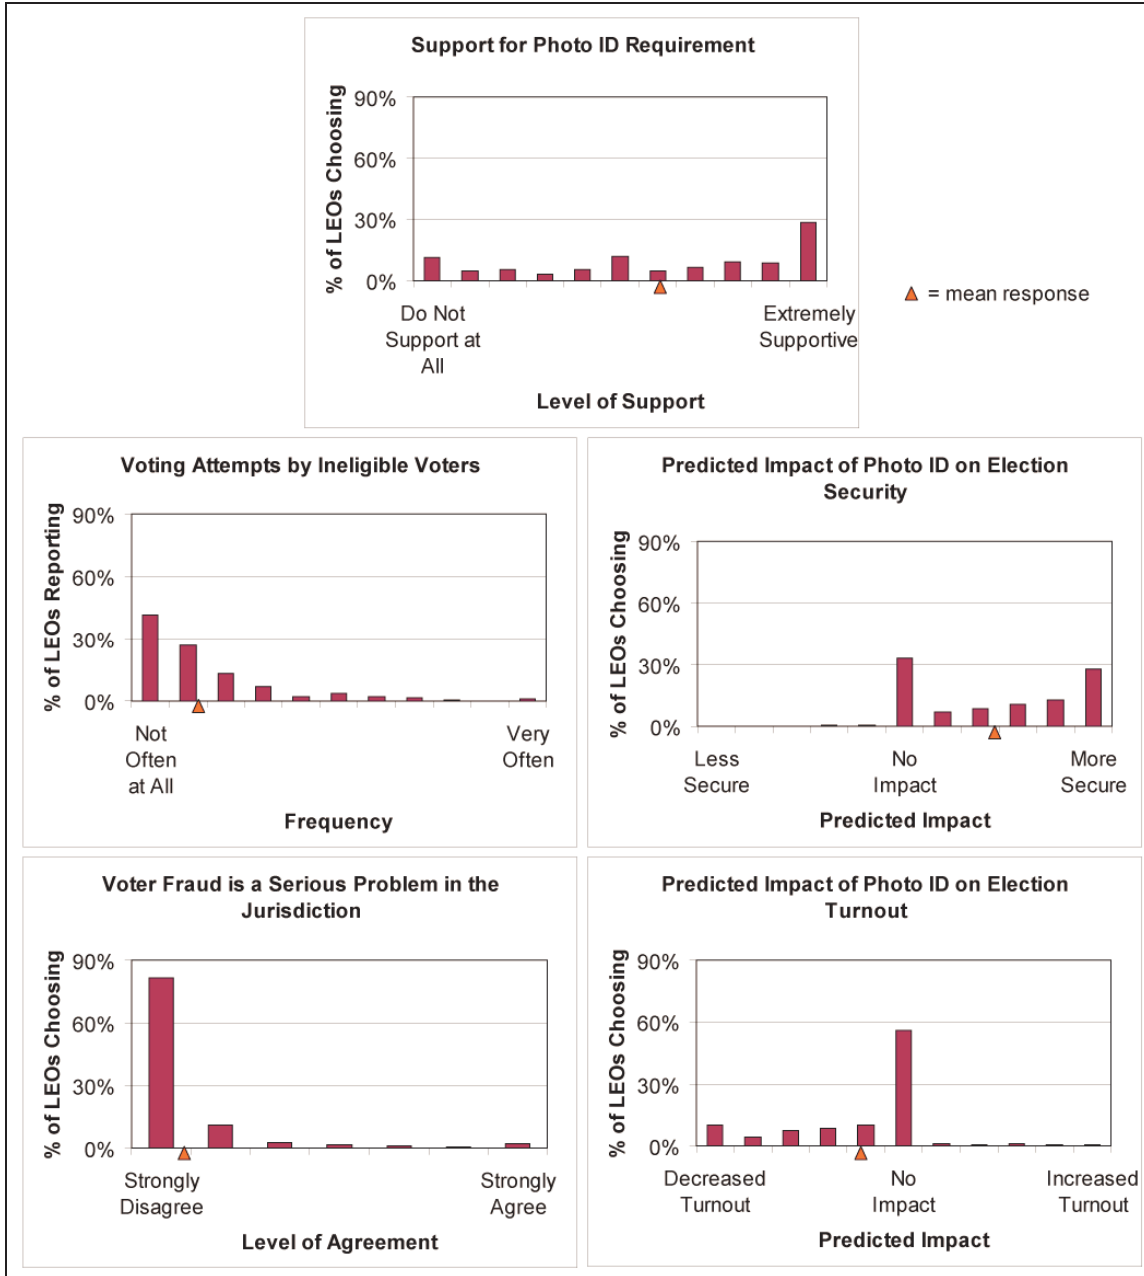 Support for Photo ID Requirement
% of LEOs Choosing
90%
60%
30%
0%
Do Not
Support at
All
Extremely
Supportive
Level of Support
= mean response
Voting Attempts by Ineligible Voters
% of LEOs Reporting
90%
60%
30%
0%
Not
Often
at All
Very
Often
Frequency
Predicted Impact of Photo ID on Election
Security
% of LEOs Choosing
90%
60%
30%
0%
Less
Secure
No
Impact
More
Secure
Predicted Impact
Voter Fraud is a Serious Problem in the
Jurisdiction
% of LEOs Choosing
90%
60%
30%
0%
Strongly
Disagree
Strongly
Agree
Level of Agreement
Predicted Impact of Photo ID on Election
Turnout
% of LEOs Choosing
90%
60%
30%
0%
Decreased
Turnout
No
Impact
Increased
Turnout
Predicted Impact